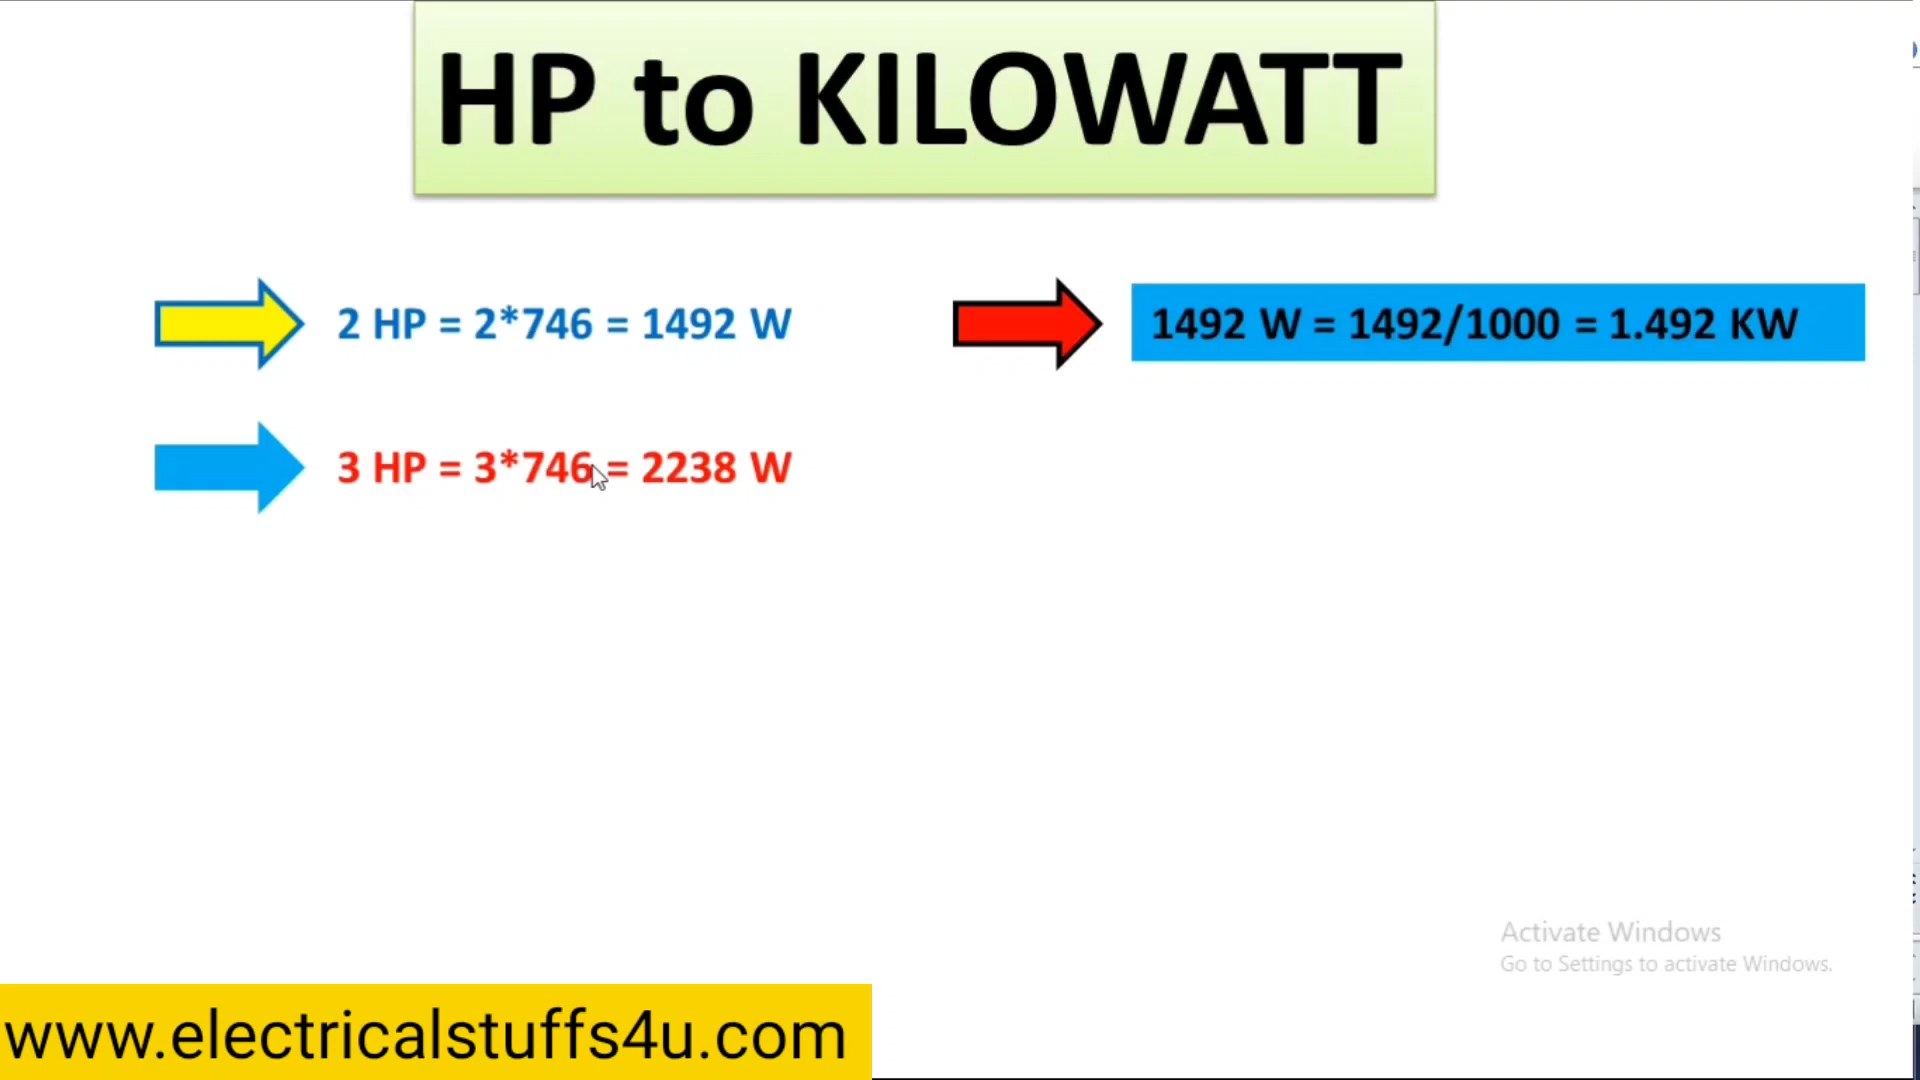 HP to KILOWATT
2 HP = 2*746 = 1492 W
1492 W = 1492/1000 = 1.492 KW
3 HP = 3*746 = 2238 W
Activate Windows
Go to Settings to activate Windows.
www.electricalstuffs4u.com